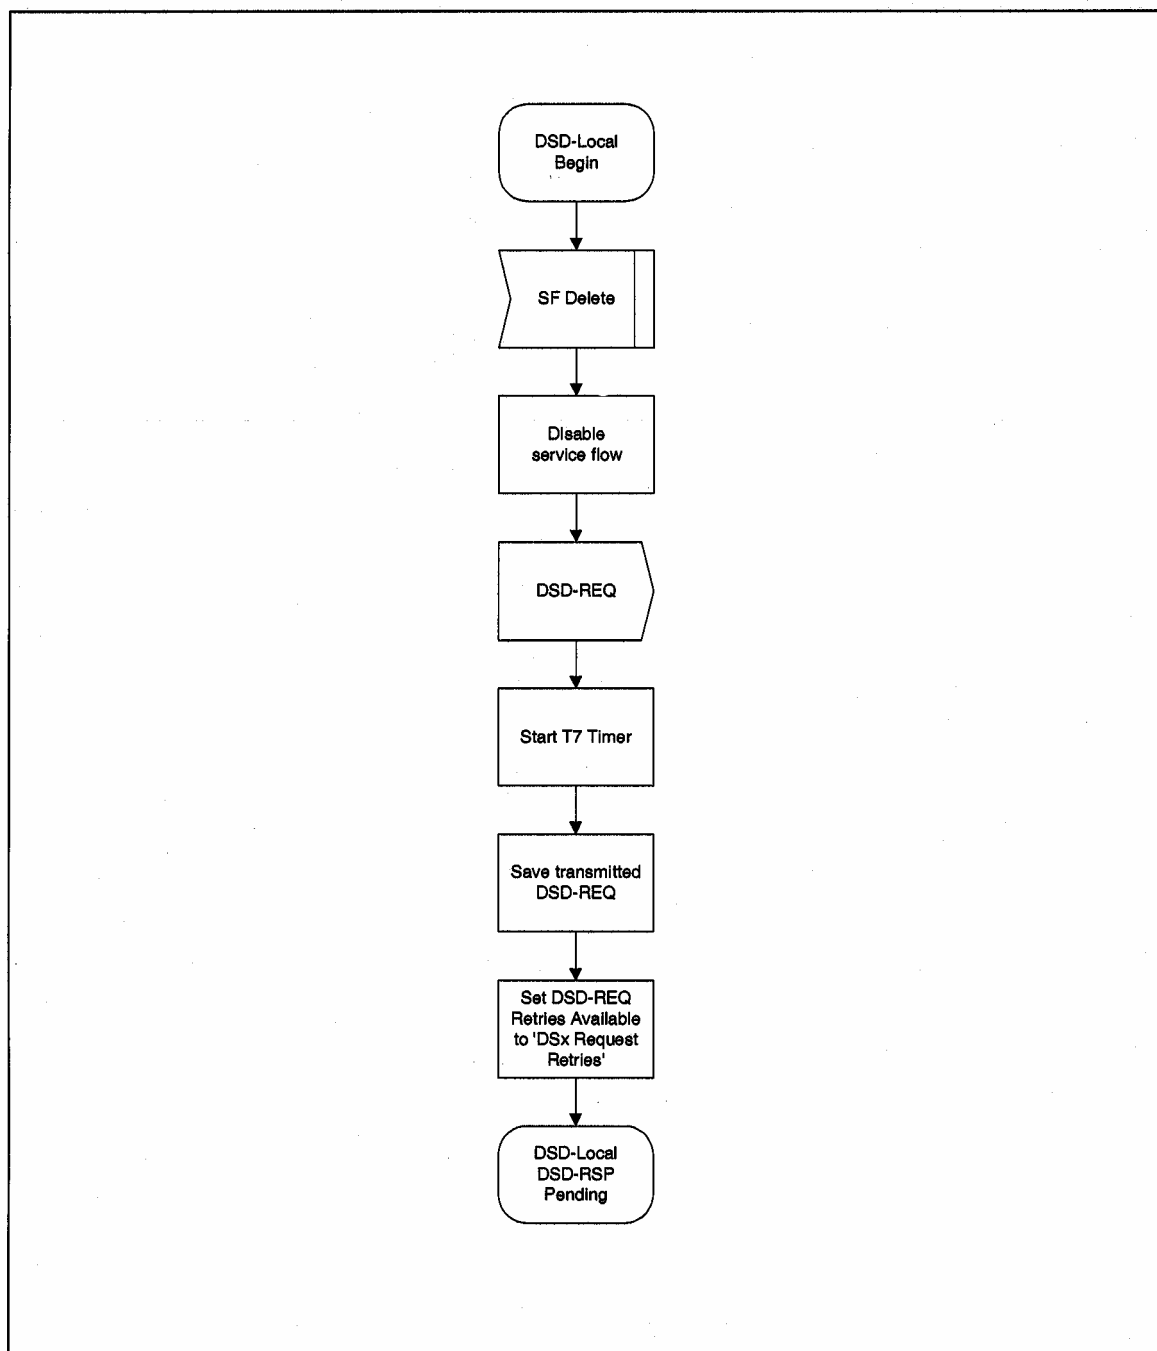 DSD-Local
Begin
SF Delete
Disable
service flow
DSD-REQ
Start T7 Timer
Save transmitted
DSD-REQ
Set DSD-REQ
Retries Available
to 'DSx Request
Retries'
DSD-Local
DSD-RSP
Pending